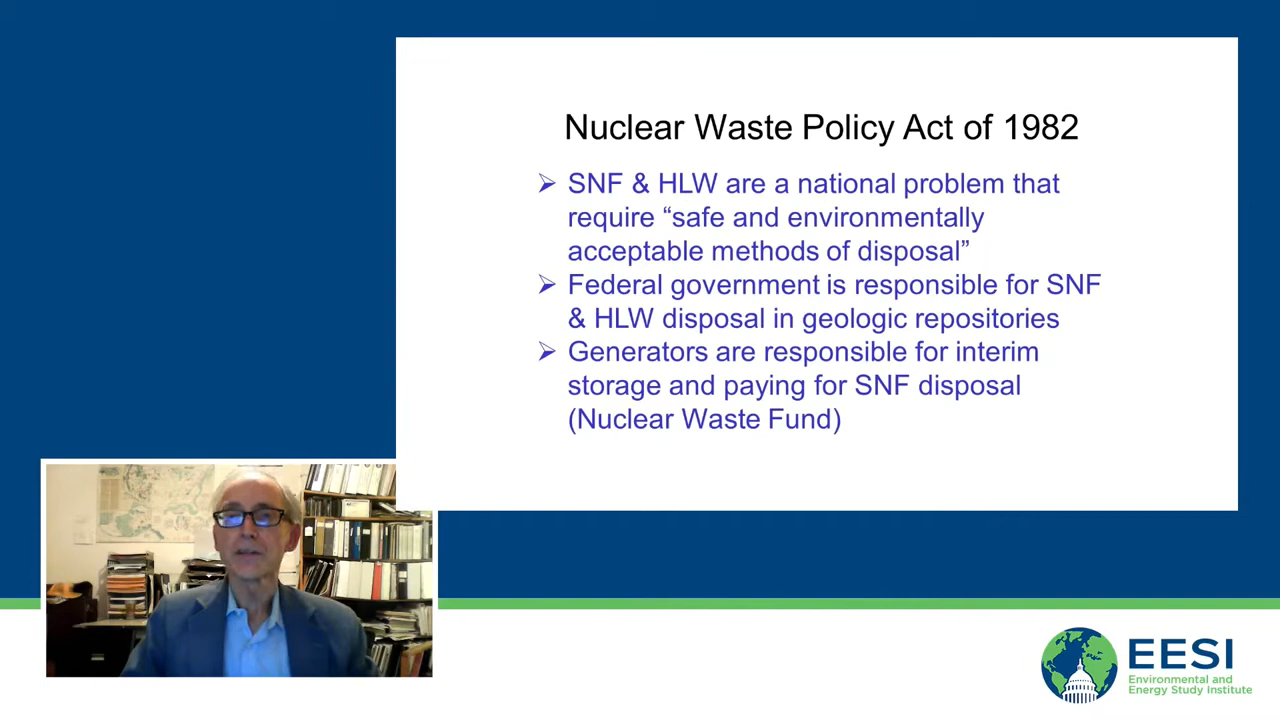 Nuclear Waste Policy Act of 1982
➢ SNF & HLW are a national problem that
require “safe and environmentally
acceptable methods of disposal”
➢ Federal government is responsible for SNF
& HLW disposal in geologic repositories
➢ Generators are responsible for interim
storage and paying for SNF disposal
(Nuclear Waste Fund)
EESI
Environmental and
Energy Study Institute